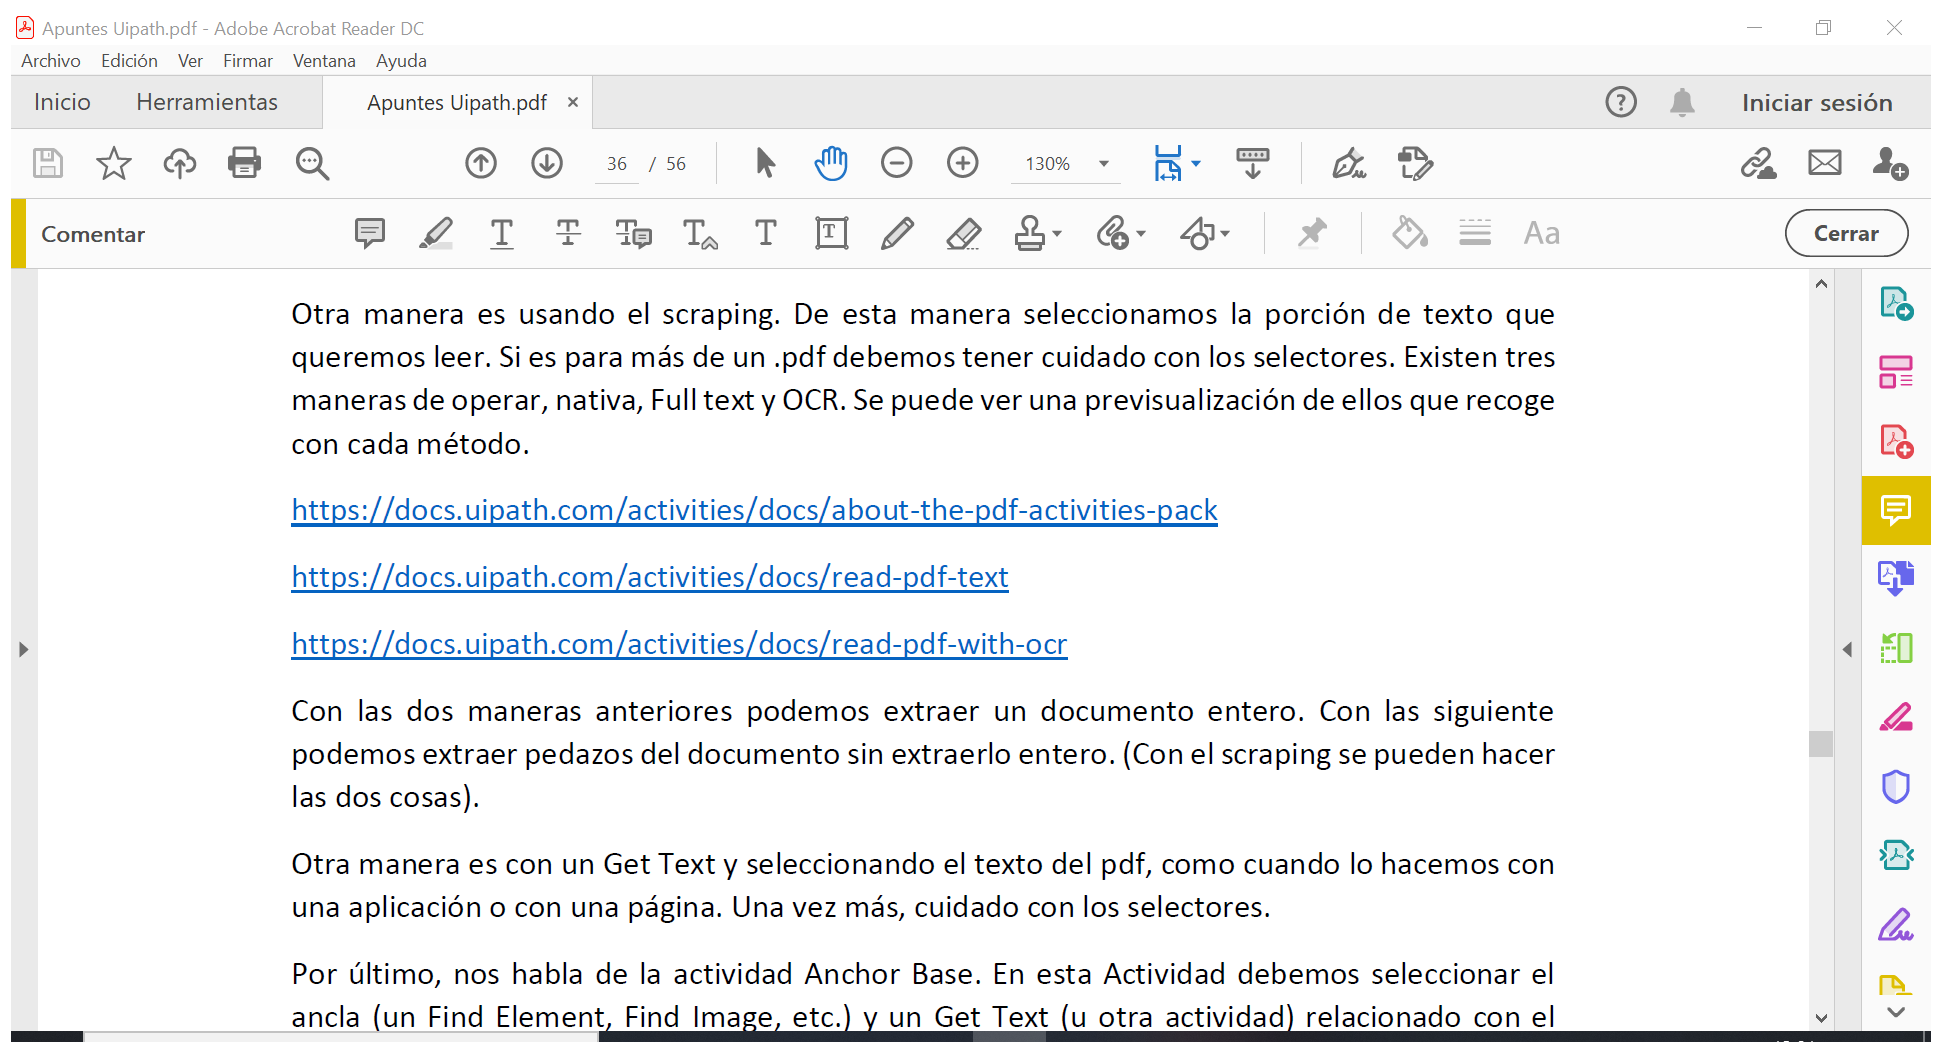 Apuntes Uipath.pdf - Adobe Acrobat Reader DC
Archivo Edición Ver Firmar Ventana Ayuda
Inicio Herramientas Apuntes Uipath.pdf × Iniciar sesión
36 / 56 130%
Comentar Aa Cerrar
Otra manera es usando el scraping. De esta manera seleccionamos la porción de texto que
queremos leer. Si es para más de un .pdf debemos tener cuidado con los selectores. Existen tres
maneras de operar, nativa, Full text y OCR. Se puede ver una previsualización de ellos que recoge
con cada método.
https://docs.uipath.com/activities/docs/about-the-pdf-activities-pack
https://docs.uipath.com/activities/docs/read-pdf-text
https://docs.uipath.com/activities/docs/read-pdf-with-ocr
Con las dos maneras anteriores podemos extraer un documento entero. Con las siguiente
podemos extraer pedazos del documento sin extraerlo entero. (Con el scraping se pueden hacer
las dos cosas).
Otra manera es con un Get Text y seleccionando el texto del pdf, como cuando lo hacemos con
una aplicación o con una página. Una vez más, cuidado con los selectores.
Por último, nos habla de la actividad Anchor Base. En esta Actividad debemos seleccionar el
ancla (un Find Element, Find Image, etc.) y un Get Text (u otra actividad) relacionado con el